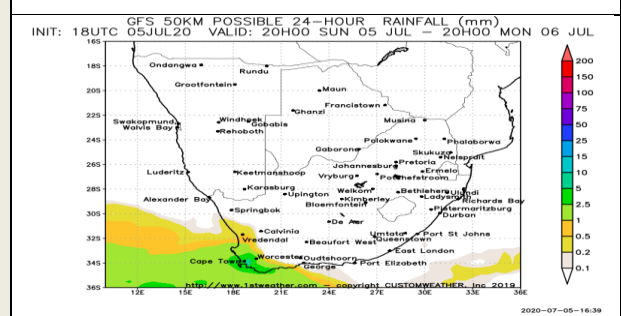 GFS 50KM POSSIBLE 24-HOUR RAINFALL (mm)
INIT: 18UTC 05JUL20 VALID: 20H00 SUN 05 JUL - 20H00 MON 06 JUL
16S
Ondangwa
Rundu
200
18S
150
Grootfontein
Maun
100
20S
Francistown
75
Ghanzi
22S
Swakopmund
Windhoek
Gobabis
Musina
50
Walvis Bay
Rehoboth
24S
Polokwane
Phalaborwa
25
Gaborone
Skukuza
15
Pretoria
Nelspruit
26S
Johannesburg
10
Luderitz
Keetmanshoop
Vryburg
Potchefstroom
Ermelo
5
28S
Karasburg
Welkom
Bethlehem
Ulundi
2.5
Alexander Bay
Upington
Kimberley
Ladysmith
Richards Bay
Bloemfontein
1
30S
Springbok
Pietermaritzburg
Durban
0.5
De Aar
32S
Calvinia
Umtata
Port St Johns
0.2
Vredendal
Beaufort West
Queenstown
East London
0.1
34S
Cape Town
Worcester
Oudtshoorn
George
Port Elizabeth
http://www.1stweather.com - copyright CUSTOMWEATHER, Inc 2019
36S
12E 15E 18E 21E 24E 27E 30E 33E 36E
2020-07-05-16:39